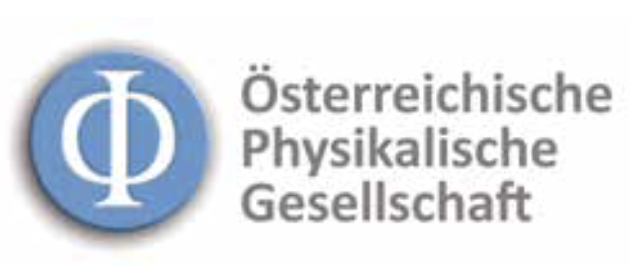 Φ
Österreichische
Physikalische
Gesellschaft